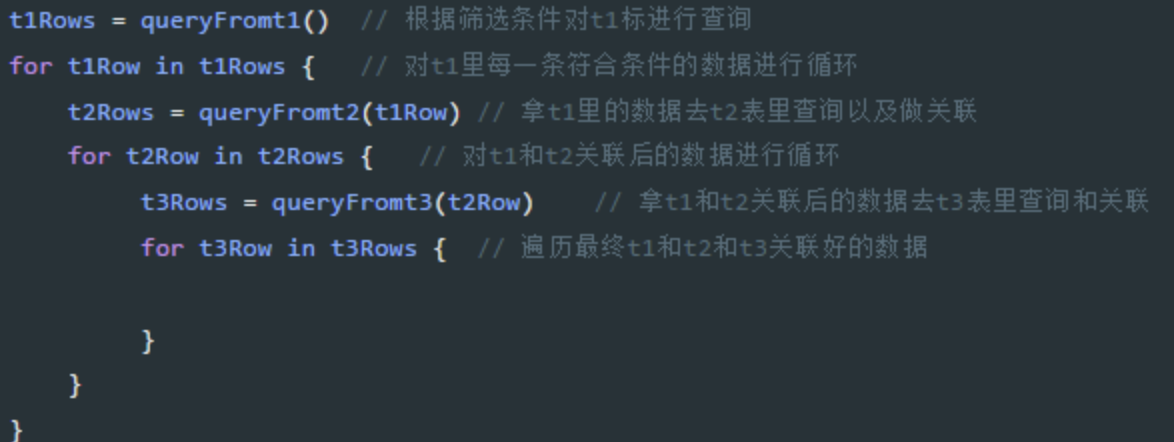 t1Rows = queryFromt1()  // 根据筛选条件对t1标进行查询
for t1Row in t1Rows {   // 对t1里每一条符合条件的数据进行循环
    t2Rows = queryFromt2(t1Row) // 拿t1里的数据去t2表里查询以及做关联
    for t2Row in t2Rows {   // 对t1和t2关联后的数据进行循环
         t3Rows = queryFromt3(t2Row)    // 拿t1和t2关联后的数据去t3表里查询和关联
         for t3Row in t3Rows {  // 遍历最终t1和t2和t3关联好的数据
         }
    }
}